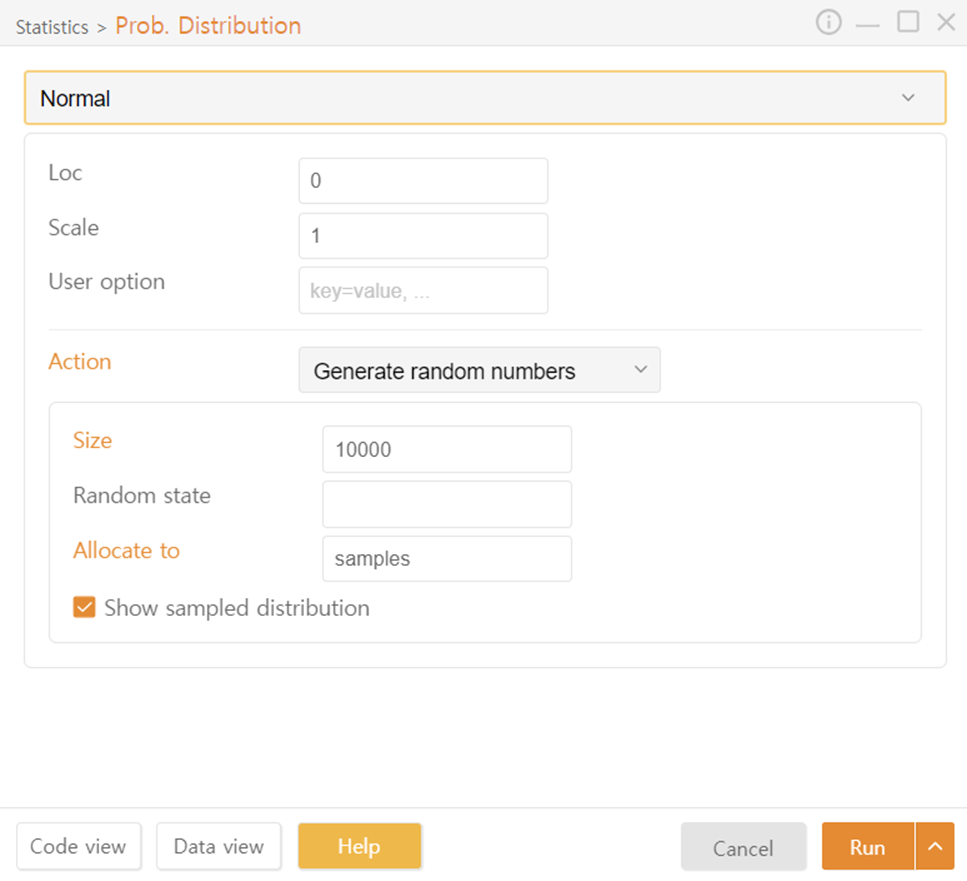 Statistics > Prob. Distribution
Normal
Loc
0
Scale
1
User option
key=value, ...
Action
Generate random numbers
Size
10000
Random state
Allocate to
samples
Show sampled distribution
Code view
Data view
Help
Cancel
Run